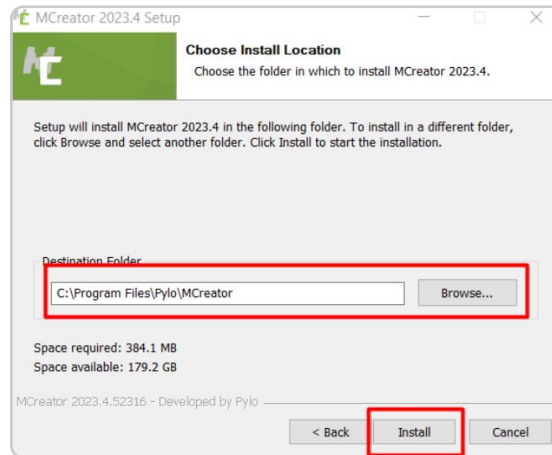 MCreator 2023.4 Setup
Choose Install Location
Choose the folder in which to install MCreator 2023.4.
Setup will install MCreator 2023.4 in the following folder. To install in a different folder,
click Browse and select another folder. Click Install to start the installation.
Destination Folder
C:\Program Files\Pylo\MCreator
Browse...
Space required: 384.1 MB
Space available: 179.2 GB
MCreator 2023.4.52316 - Developed by Pylo
< Back Install Cancel